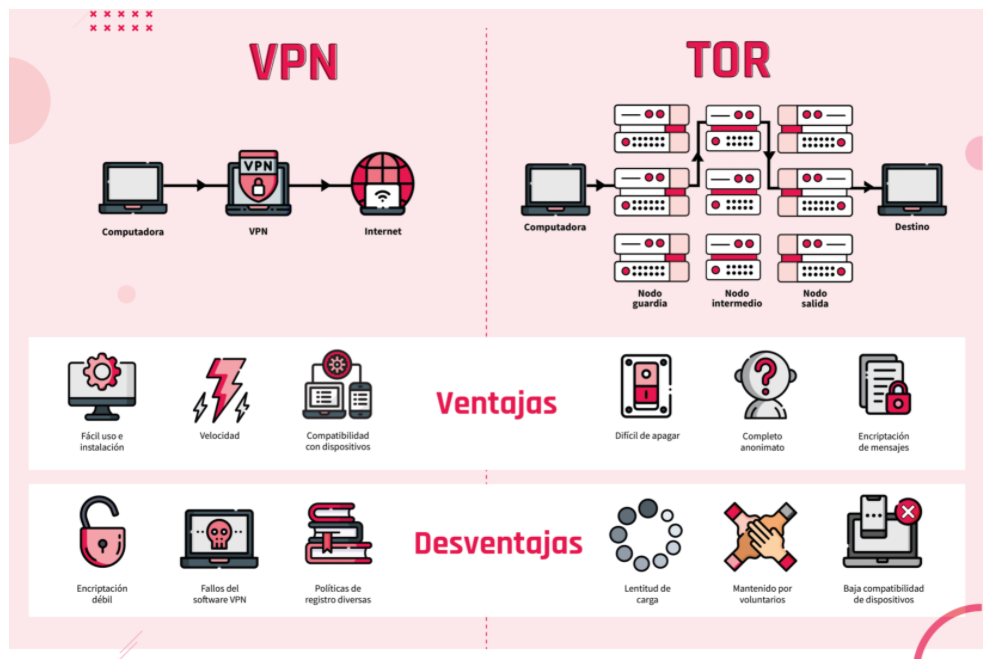 VPN
TOR
VPN
Computadora
VPN
Internet
Computadora
Destino
Nodo
guardia
Nodo
intermedio
Nodo
salida
Ventajas
Fácil uso e
instalación
Velocidad
Compatibilidad
con dispositivos
Difícil de apagar
Completo
anonimato
Encriptación
de mensajes
Desventajas
Encriptación
débil
Fallos del
software VPN
Políticas de
registro diversas
Lentitud de
carga
Mantenido por
voluntarios
Baja compatibilidad
de dispositivos